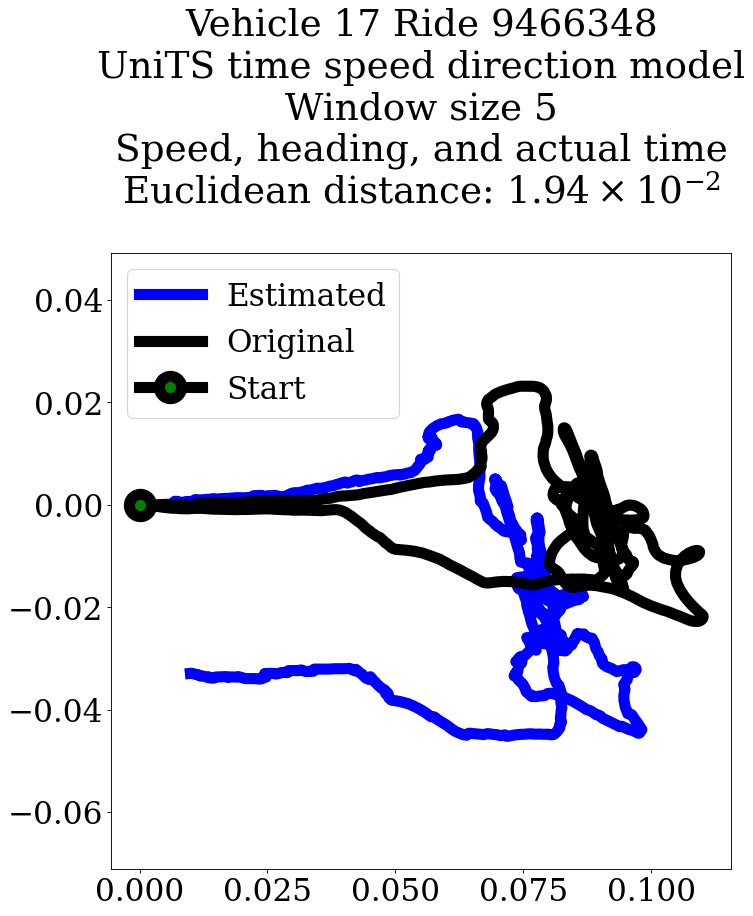 Vehicle 17 Ride 9466348
UniTS time speed direction model
Window size 5
Speed, heading, and actual time
Euclidean distance: 1.94 × 10⁻²
Estimated
Original
Start
0.04
0.02
0.00
−0.02
−0.04
−0.06
0.000 0.025 0.050 0.075 0.100